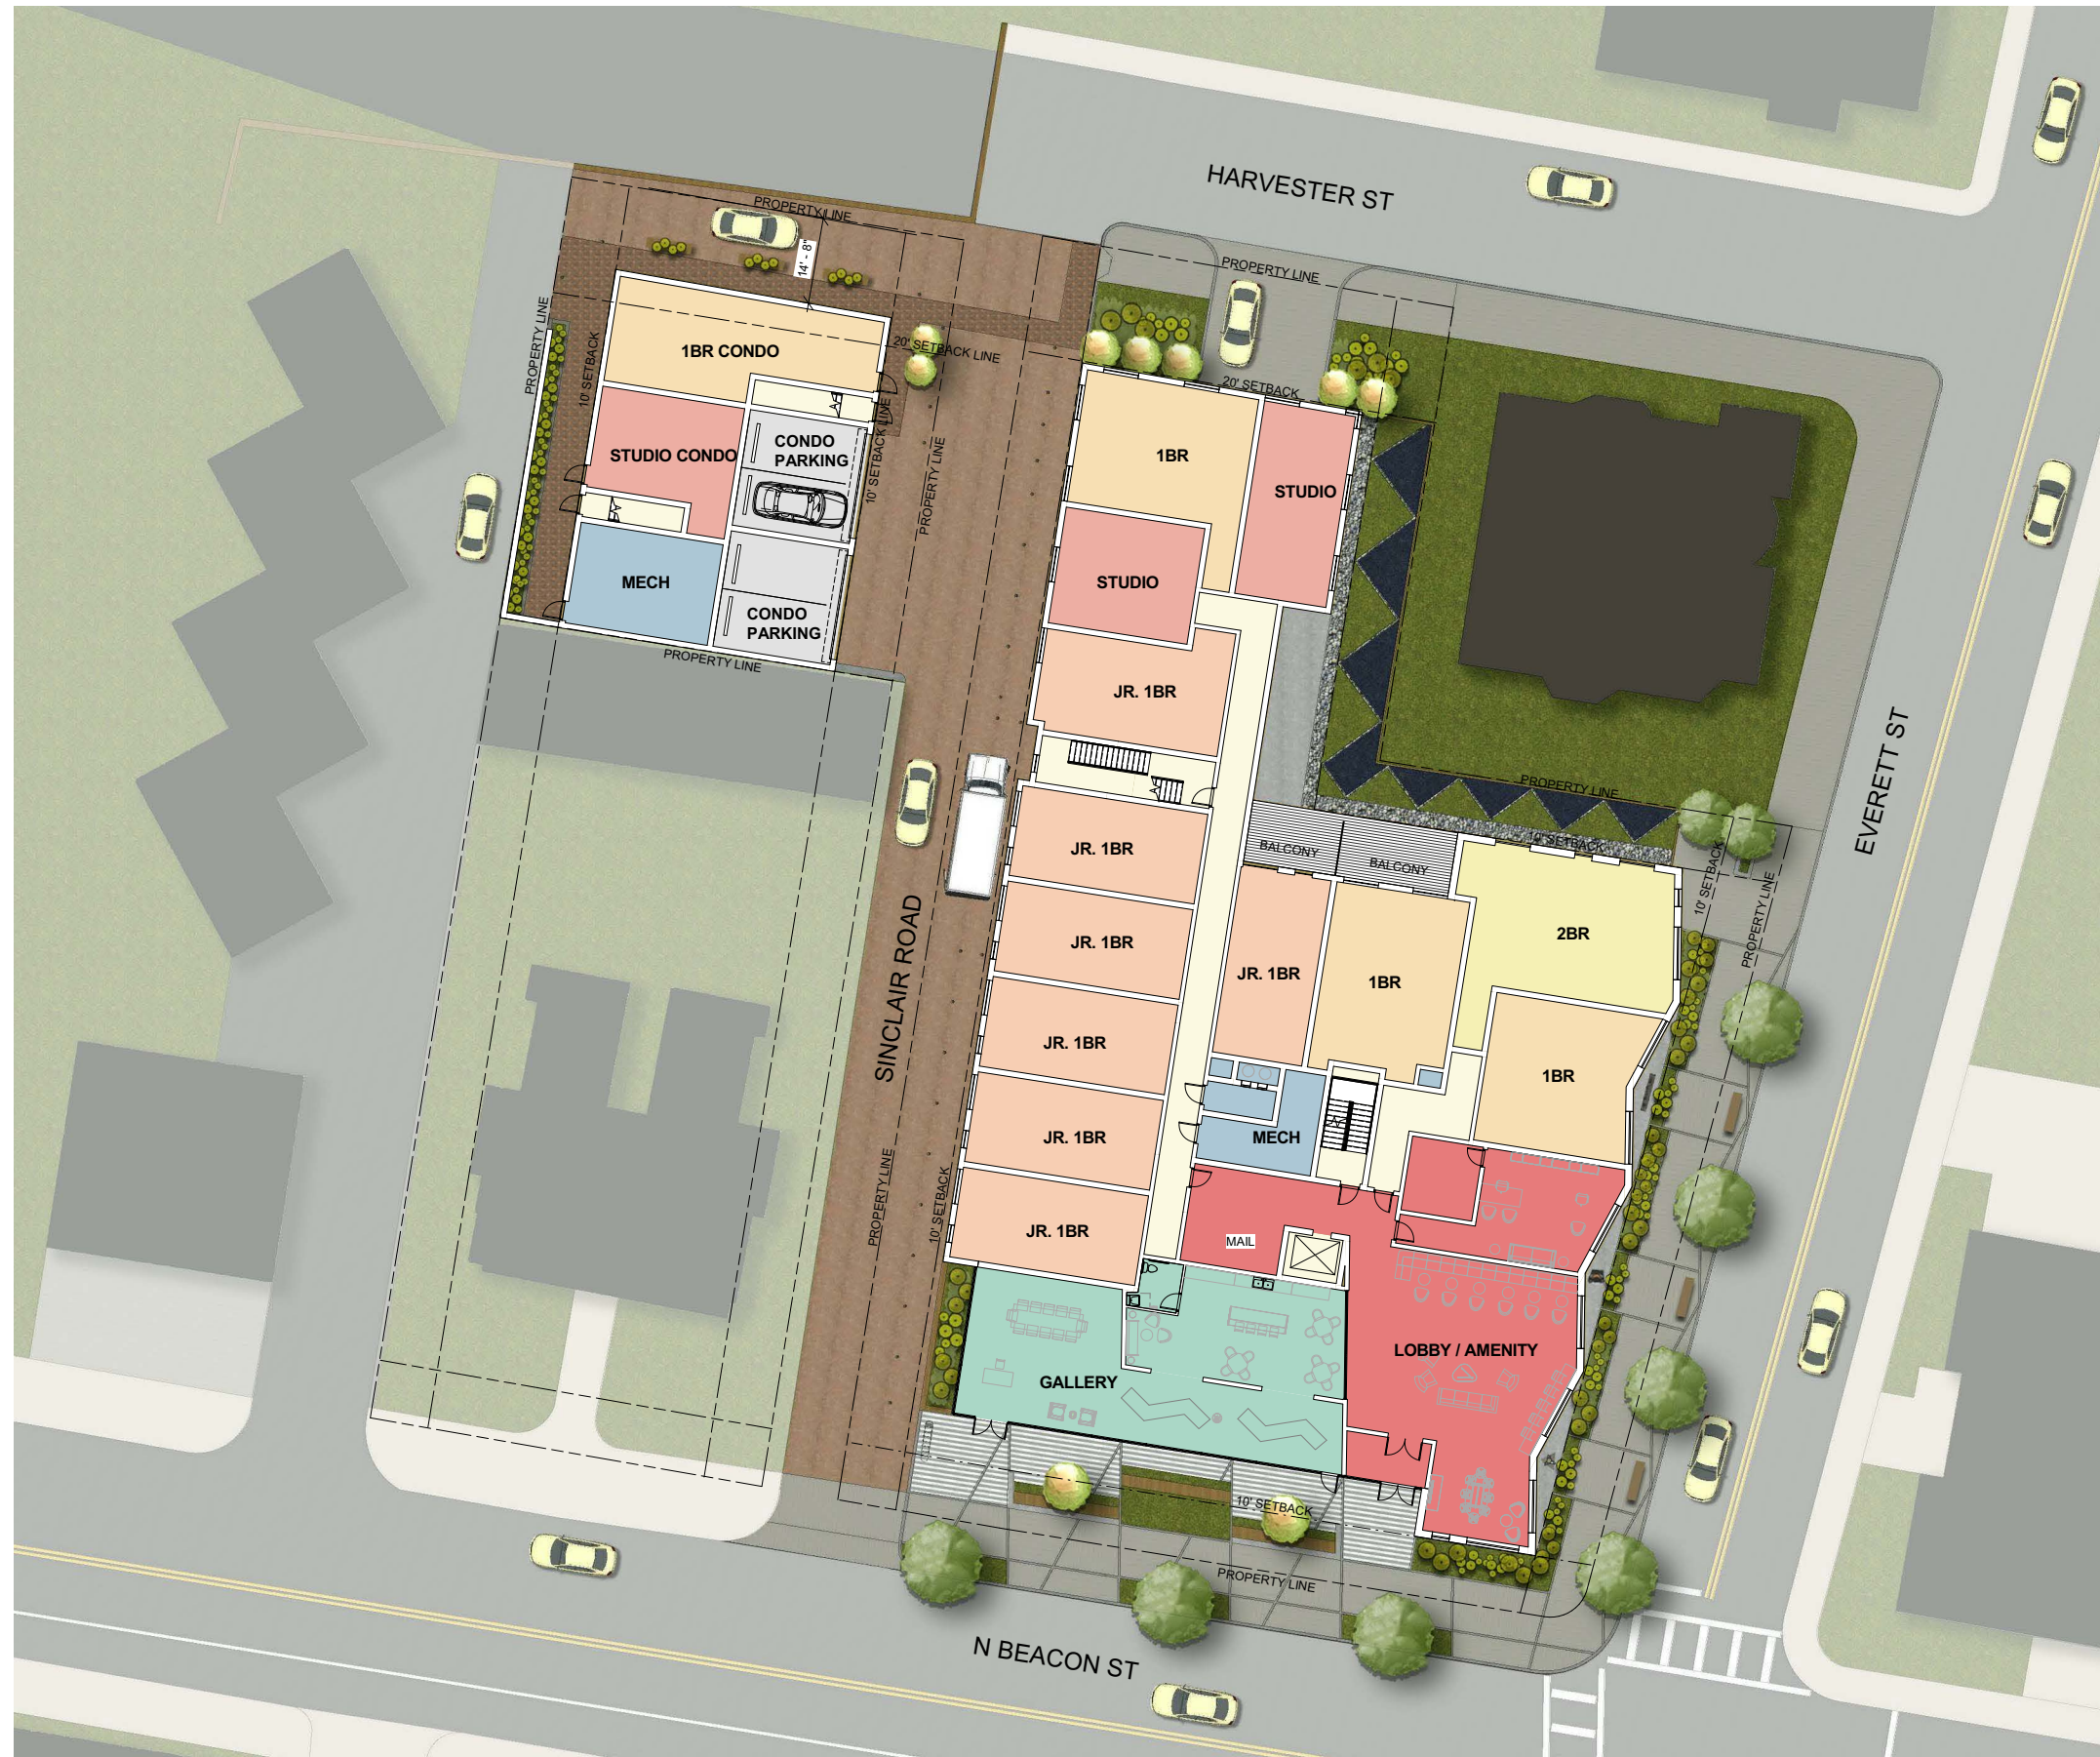 HARVESTER ST
PROPERTY LINE
14' - 8"
PROPERTY LINE
20' SETBACK LINE
20' SETBACK
PROPERTY LINE
10' SETBACK
1BR CONDO
STUDIO CONDO
CONDO
PARKING
10' SETBACK LINE
PROPERTY LINE
MECH
CONDO
PARKING
PROPERTY LINE
1BR
STUDIO
STUDIO
JR. 1BR
PROPERTY LINE
EVERETT ST
JR. 1BR
BALCONY
BALCONY
10' SETBACK
10' SETBACK
PROPERTY LINE
SINCLAIR ROAD
JR. 1BR
JR. 1BR
1BR
2BR
JR. 1BR
1BR
JR. 1BR
MECH
PROPERTY LINE
10' SETBACK
JR. 1BR
MAIL
LOBBY / AMENITY
GALLERY
10' SETBACK
PROPERTY LINE
N BEACON ST